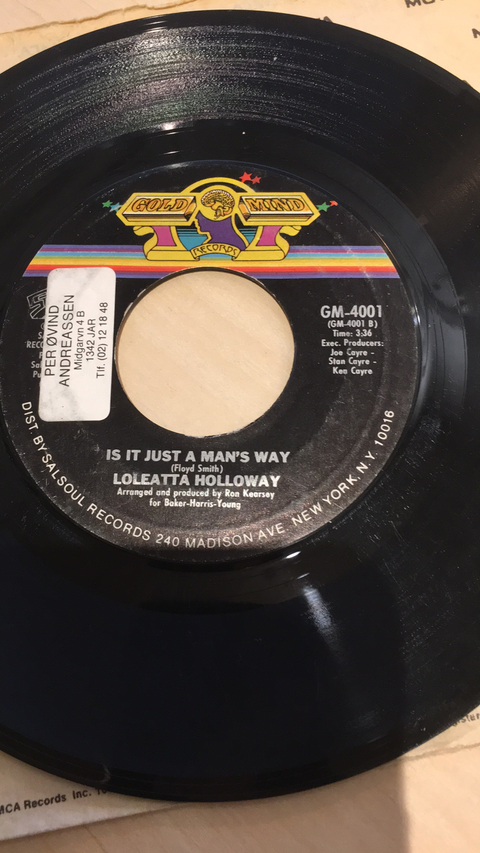 GOLD MIND
RECORDS
GM-4001
(GM-4001 B)
Time: 3:36
Exec. Producers:
Joe Cayre -
Stan Cayre -
Ken Cayre
PER ØVIND
ANDREASSEN
Midgarvn 4 B
1342 JAR
Tlf. (02) 12 18 48
IS IT JUST A MAN'S WAY
(Floyd Smith)
LOLEATTA HOLLOWAY
Arranged and produced by Ron Kearsey
for Baker-Harris-Young
DIST BY SALSOUL RECORDS 240 MADISON AVE. NEW YORK, N.Y. 10016
MCA Records Inc.